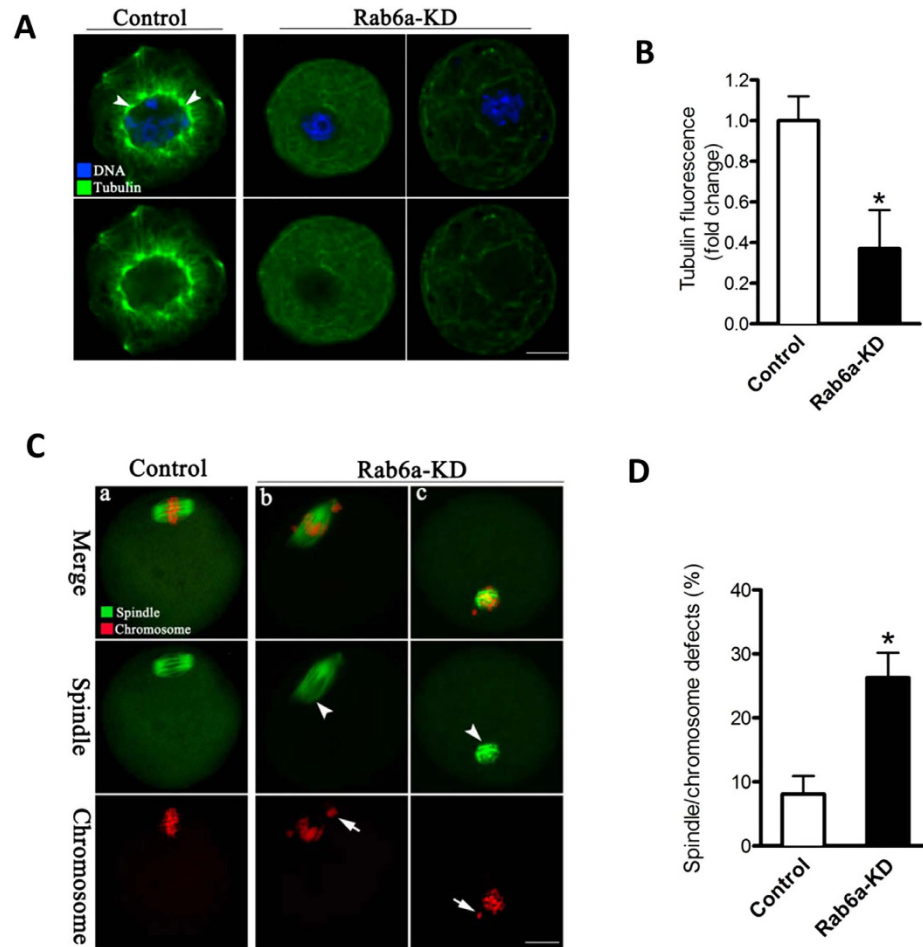 A
Control
Rab6a-KD
DNA
Tubulin
B
Tubulin fluorescence
(fold change)
1.2
1.0
0.8
0.6
0.4
0.2
0.0
*
Control
Rab6a-KD
C
Control
Rab6a-KD
a
b
c
Merge
Spindle
Chromosome
Spindle
Chromosome
D
Spindle/chromosome defects (%)
40
30
20
10
0
*
Control
Rab6a-KD